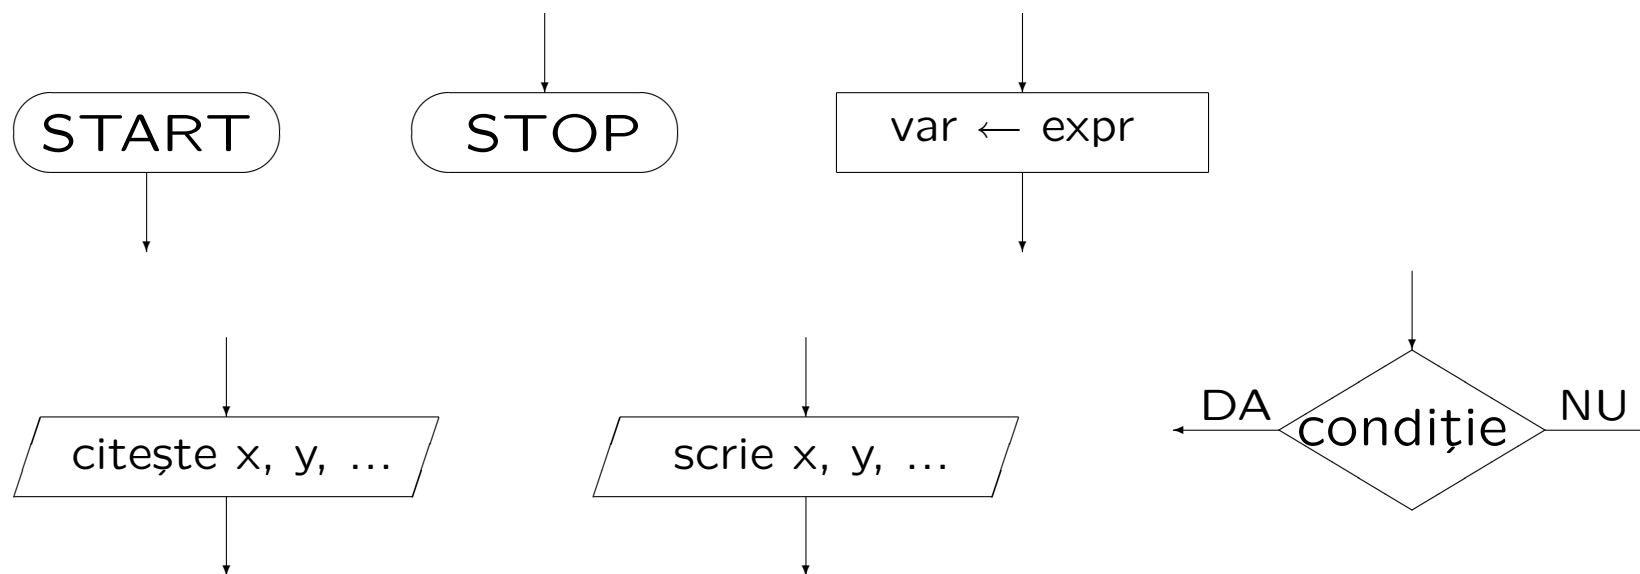 START
STOP
var ← expr
citește x, y, ...
scrie x, y, ...
DA
condiție
NU